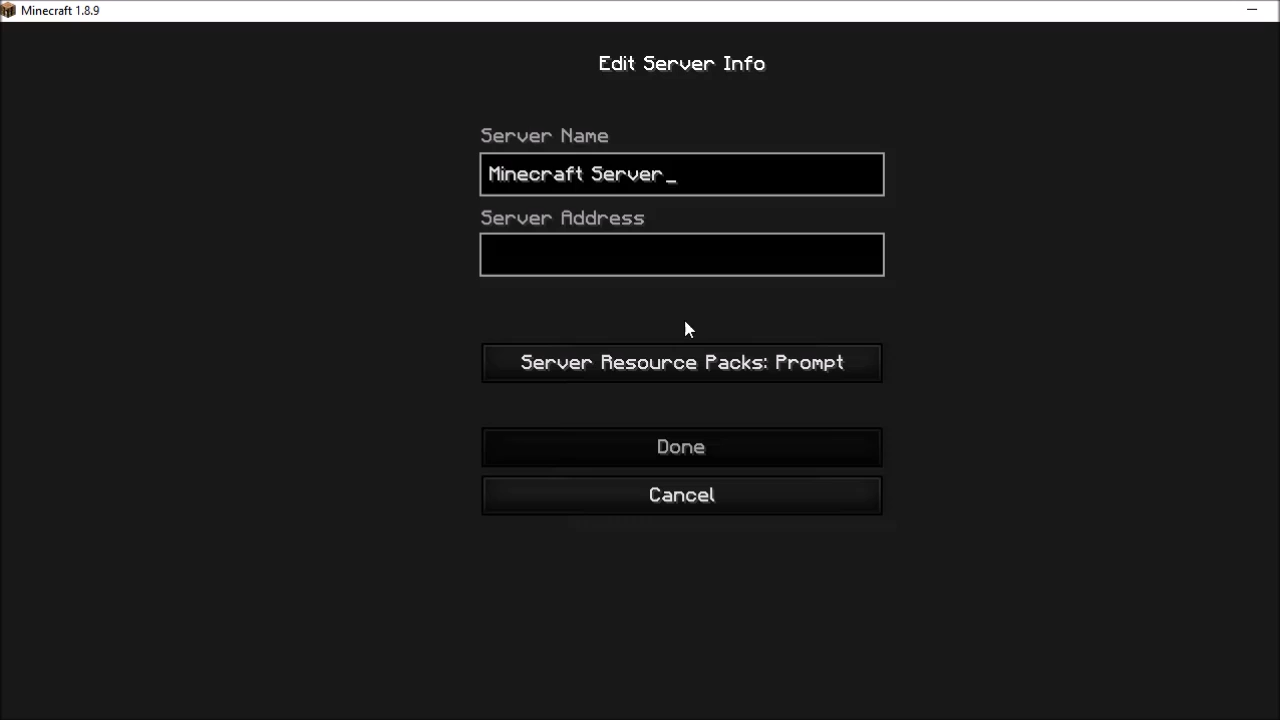 Minecraft 1.8.9
Edit Server Info
Server Name
Minecraft Server_
Server Address
Server Resource Packs: Prompt
Done
Cancel